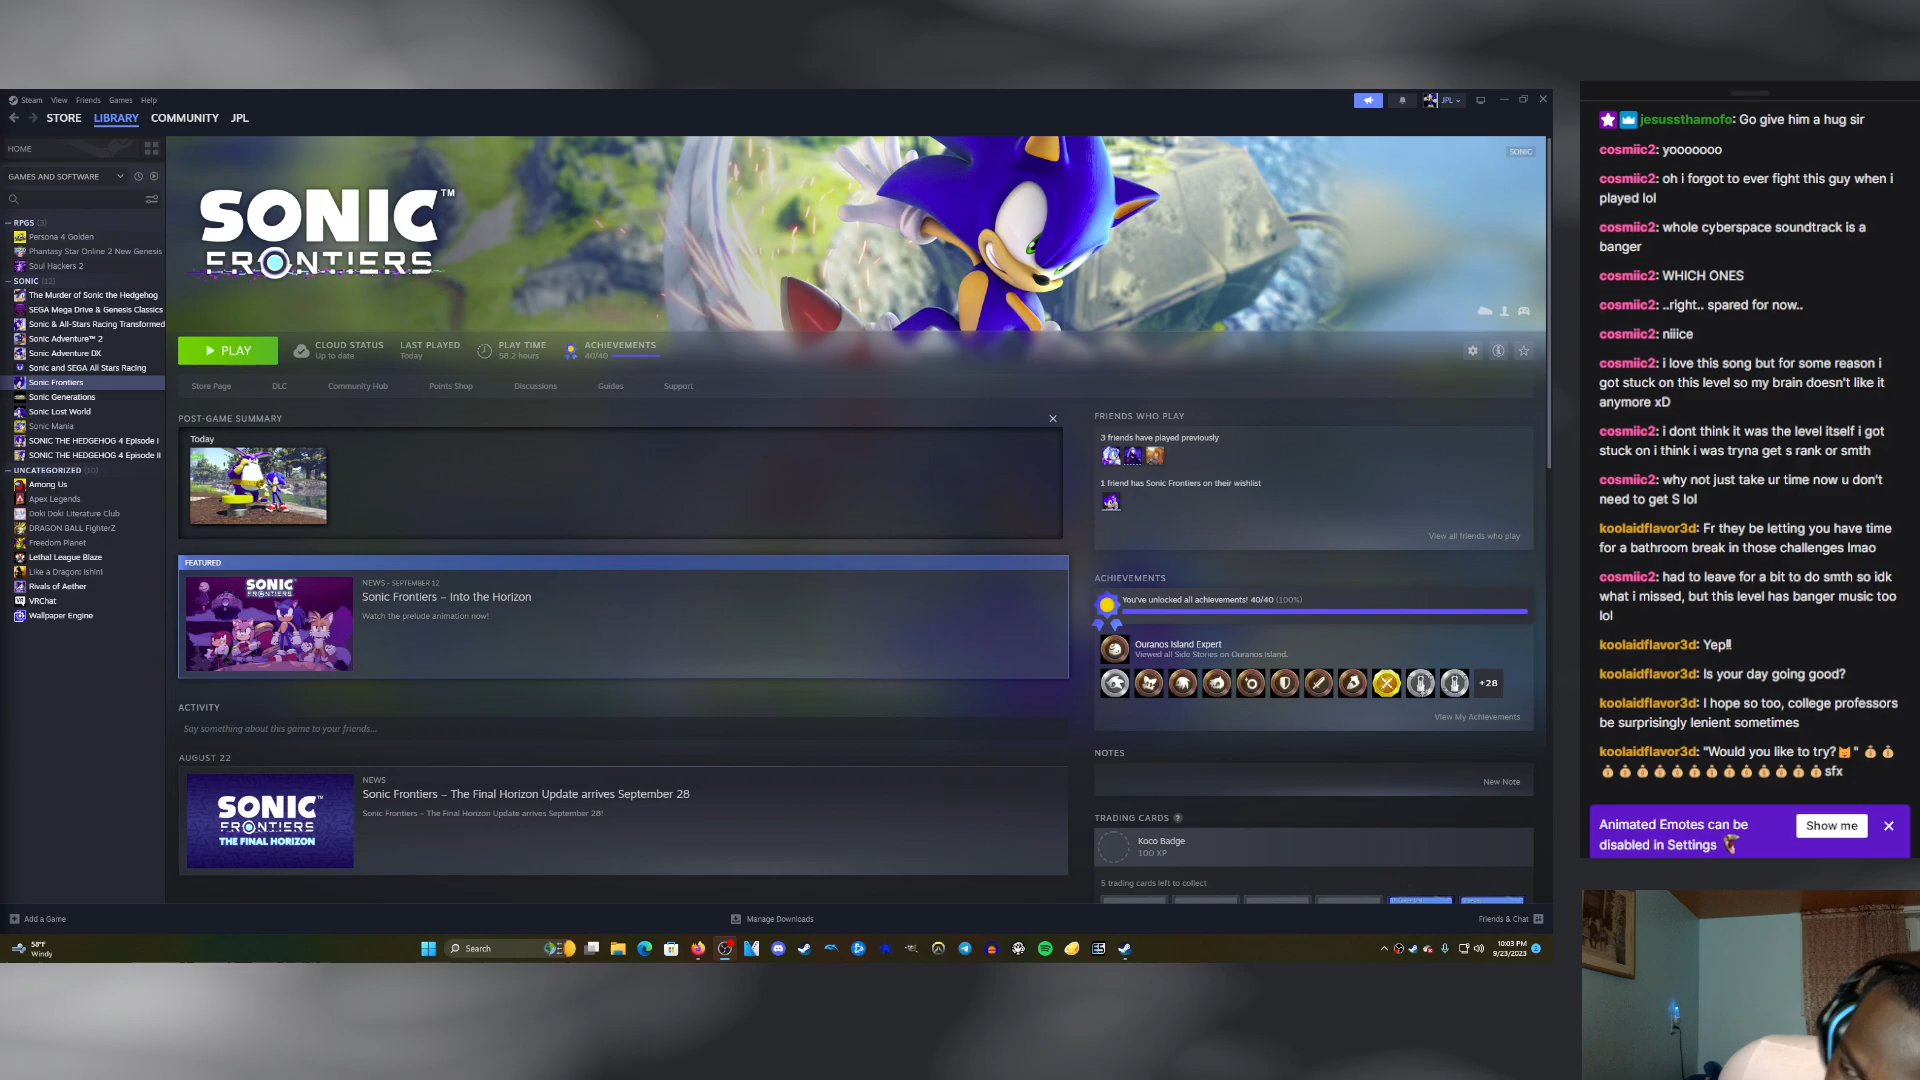 Steam View Friends Games Help
JPL
STORE LIBRARY COMMUNITY JPL
HOME
GAMES AND SOFTWARE
RPGS (3)
Persona 4 Golden
Phantasy Star Online 2 New Genesis
Soul Hackers 2
SONIC (12)
The Murder of Sonic the Hedgehog
SEGA Mega Drive & Genesis Classics
Sonic & All-Stars Racing Transformed
Sonic Adventure™ 2
Sonic Adventure DX
Sonic and SEGA All Stars Racing
Sonic Frontiers
Sonic Generations
Sonic Lost World
Sonic Mania
SONIC THE HEDGEHOG 4 Episode I
SONIC THE HEDGEHOG 4 Episode II
UNCATEGORIZED (10)
Among Us
Apex Legends
Doki Doki Literature Club
DRAGON BALL FighterZ
Freedom Planet
Lethal League Blaze
Like a Dragon: Ishin!
Rivals of Aether
VRChat
Wallpaper Engine
Add a Game
SONIC
SONIC™
FRONTIERS
PLAY
CLOUD STATUS
Up to date
LAST PLAYED
Today
PLAY TIME
58.2 hours
ACHIEVEMENTS
40/40
Store Page DLC Community Hub Points Shop Discussions Guides Support
POST-GAME SUMMARY
Today
FEATURED
SONIC
FRONTIERS
NEWS - SEPTEMBER 12
Sonic Frontiers – Into the Horizon
Watch the prelude animation now!
ACTIVITY
Say something about this game to your friends...
AUGUST 22
SONIC™
FRONTIERS
THE FINAL HORIZON
NEWS
Sonic Frontiers – The Final Horizon Update arrives September 28
Sonic Frontiers – The Final Horizon Update arrives September 28!
FRIENDS WHO PLAY
3 friends have played previously
1 friend has Sonic Frontiers on their wishlist
View all friends who play
ACHIEVEMENTS
You've unlocked all achievements! 40/40 (100%)
Ouranos Island Expert
Viewed all Side Stories on Ouranos Island.
+28
View My Achievements
NOTES
New Note
TRADING CARDS ?
Koco Badge
100 XP
5 trading cards left to collect
Manage Downloads
Friends & Chat
58°F
Windy
Search
10:03 PM
9/23/2023
jesussthamofo: Go give him a hug sir
cosmiic2: yooooooo
cosmiic2: oh i forgot to ever fight this guy when i
played lol
cosmiic2: whole cyberspace soundtrack is a
banger
cosmiic2: WHICH ONES
cosmiic2: ..right.. spared for now..
cosmiic2: niiice
cosmiic2: i love this song but for some reason i
got stuck on this level so my brain doesn't like it
anymore xD
cosmiic2: i dont think it was the level itself i got
stuck on i think i was tryna get s rank or smth
cosmiic2: why not just take ur time now u don't
need to get S lol
koolaidflavor3d: Fr they be letting you have time
for a bathroom break in those challenges lmao
cosmiic2: had to leave for a bit to do smth so idk
what i missed, but this level has banger music too
lol
koolaidflavor3d: Yep!!
koolaidflavor3d: Is your day going good?
koolaidflavor3d: I hope so too, college professors
be surprisingly lenient sometimes
koolaidflavor3d: "Would you like to try?😺" 💰 💰
💰 💰 💰 💰 💰 💰 💰 💰 💰 💰 💰 💰 💰 sfx
Animated Emotes can be
disabled in Settings
Show me